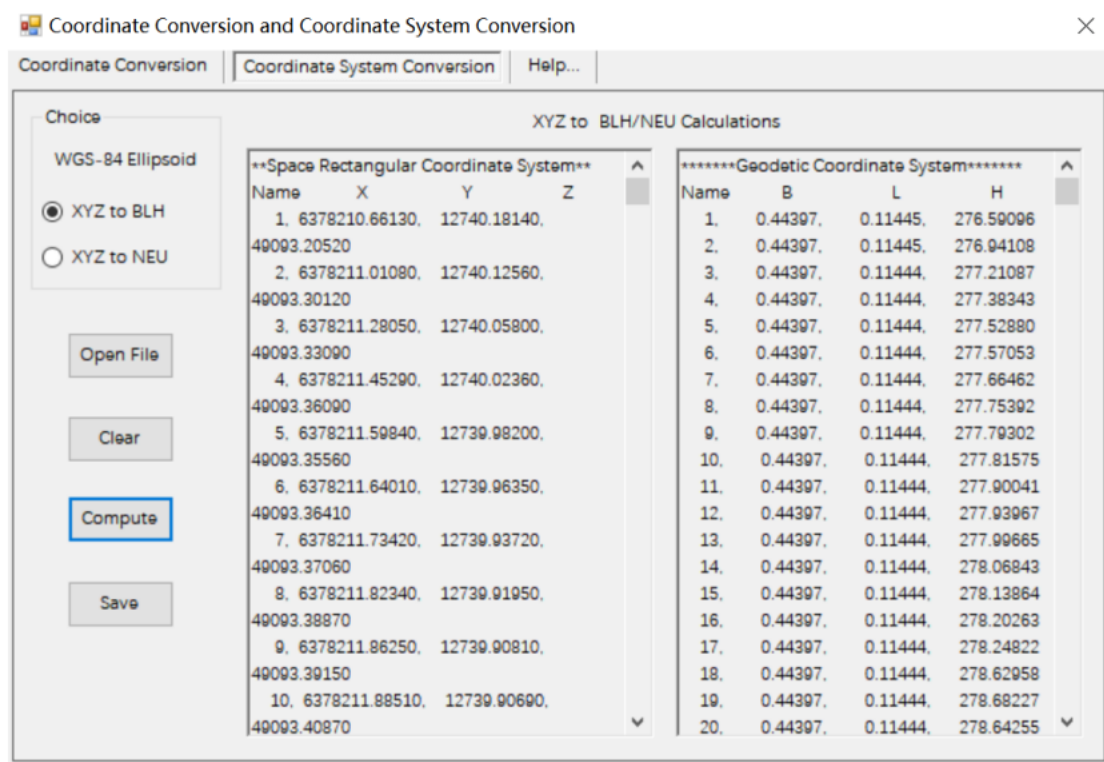 Coordinate Conversion and Coordinate System Conversion
Coordinate Conversion
Coordinate System Conversion
Help...
Choice
WGS-84 Ellipsoid
XYZ to BLH
XYZ to NEU
Open File
Clear
Compute
Save
XYZ to BLH/NEU Calculations
**Space Rectangular Coordinate System**
Name X Y Z
1, 6378210.66130, 12740.18140,
49093.20520
2, 6378211.01080, 12740.12560,
49093.30120
3, 6378211.28050, 12740.05800,
49093.33090
4, 6378211.45290, 12740.02360,
49093.36090
5, 6378211.59840, 12739.98200,
49093.35560
6, 6378211.64010, 12739.96350,
49093.36410
7, 6378211.73420, 12739.93720,
49093.37060
8, 6378211.82340, 12739.91950,
49093.38870
9, 6378211.86250, 12739.90810,
49093.39150
10, 6378211.88510, 12739.90690,
49093.40870
*******Geodetic Coordinate System*******
Name B L H
1, 0.44397, 0.11445, 276.59096
2, 0.44397, 0.11445, 276.94108
3, 0.44397, 0.11444, 277.21087
4, 0.44397, 0.11444, 277.38343
5, 0.44397, 0.11444, 277.52880
6, 0.44397, 0.11444, 277.57053
7, 0.44397, 0.11444, 277.66462
8, 0.44397, 0.11444, 277.75392
9, 0.44397, 0.11444, 277.79302
10, 0.44397, 0.11444, 277.81575
11, 0.44397, 0.11444, 277.90041
12, 0.44397, 0.11444, 277.93967
13, 0.44397, 0.11444, 277.99665
14, 0.44397, 0.11444, 278.06843
15, 0.44397, 0.11444, 278.13864
16, 0.44397, 0.11444, 278.20263
17, 0.44397, 0.11444, 278.24822
18, 0.44397, 0.11444, 278.62958
19, 0.44397, 0.11444, 278.68227
20, 0.44397, 0.11444, 278.64255